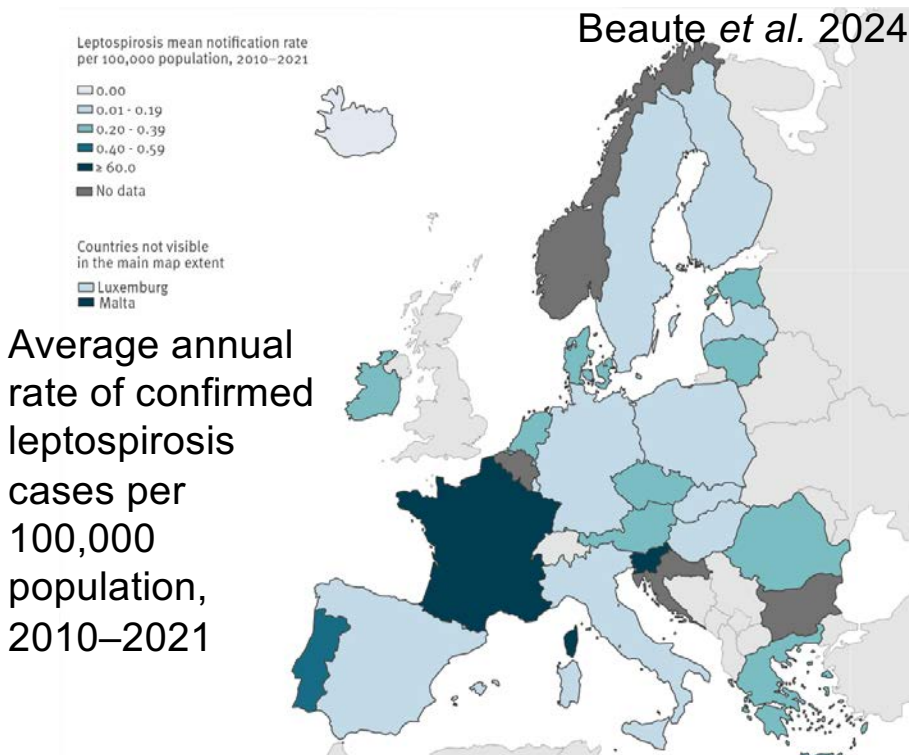 Beaute et al. 2024
Leptospirosis mean notification rate
per 100,000 population, 2010–2021
0.00
0.01 - 0.19
0.20 - 0.39
0.40 - 0.59
≥ 60.0
No data
Countries not visible
in the main map extent
Luxemburg
Malta
Average annual
rate of confirmed
leptospirosis
cases per
100,000
population,
2010–2021